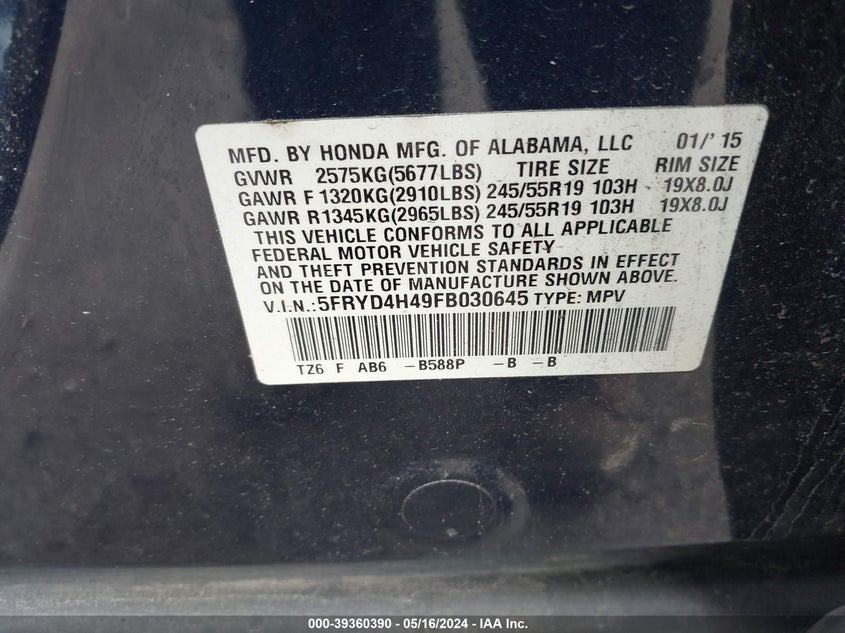 MFD. BY HONDA MFG. OF ALABAMA, LLC 01/' 15
GVWR 2575KG(5677LBS) TIRE SIZE RIM SIZE
GAWR F 1320KG(2910LBS) 245/55R19 103H 19X8.0J
GAWR R1345KG(2965LBS) 245/55R19 103H 19X8.0J
THIS VEHICLE CONFORMS TO ALL APPLICABLE
FEDERAL MOTOR VEHICLE SAFETY
AND THEFT PREVENTION STANDARDS IN EFFECT
ON THE DATE OF MANUFACTURE SHOWN ABOVE.
V.I.N.:5FRYD4H49FB030645 TYPE: MPV
TZ6 F AB6 -B588P -B -B
000-39360390 - 05/16/2024 - IAA Inc.